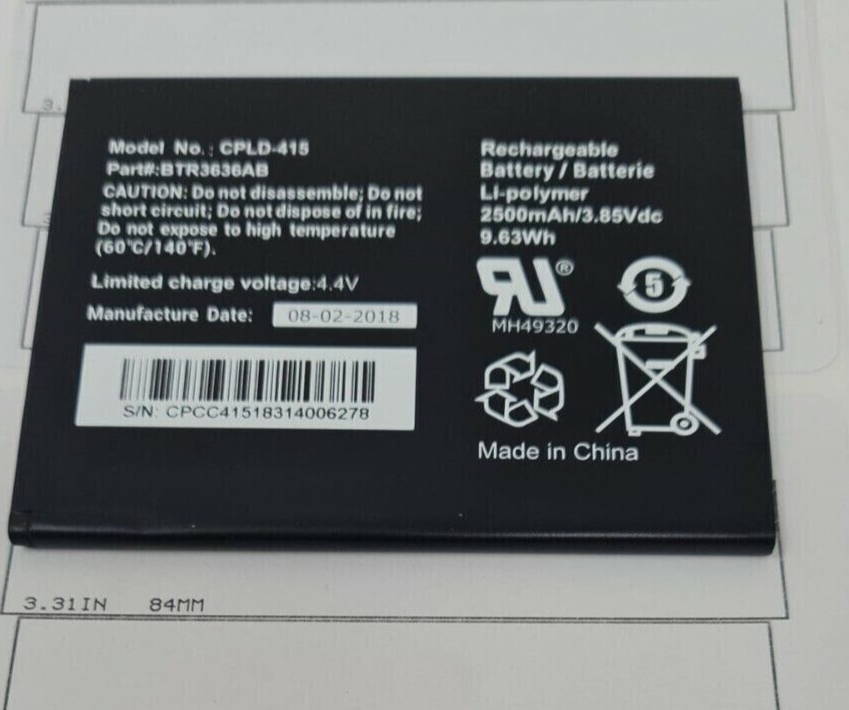 3.
3.
Model No.: CPLD-415
Part#:BTR3636AB
CAUTION: Do not disassemble; Do not
short circuit; Do not dispose of in fire;
Do not expose to high temperature
(60°C/140°F).
Limited charge voltage:4.4V
Manufacture Date: 08-02-2018
S/N: CPCC41518314006278
Rechargeable
Battery / Batterie
Li-polymer
2500mAh/3.85Vdc
9.63Wh
RU®
5
MH49320
Made in China
3.31IN 84MM